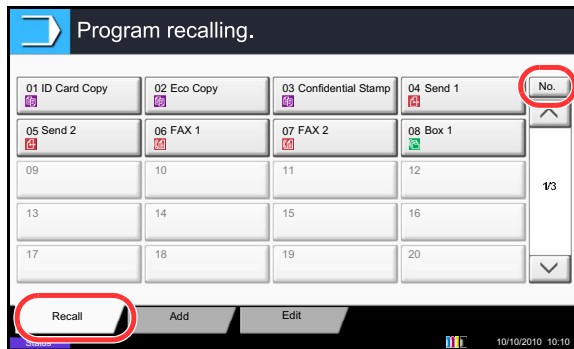 Program recalling.
01 ID Card Copy 02 Eco Copy 03 Confidential Stamp 04 Send 1 No.
05 Send 2 06 FAX 1 07 FAX 2 08 Box 1
09 10 11 12
1/3
13 14 15 16
17 18 19 20
Recall Add Edit
Status 10/10/2010 10:10